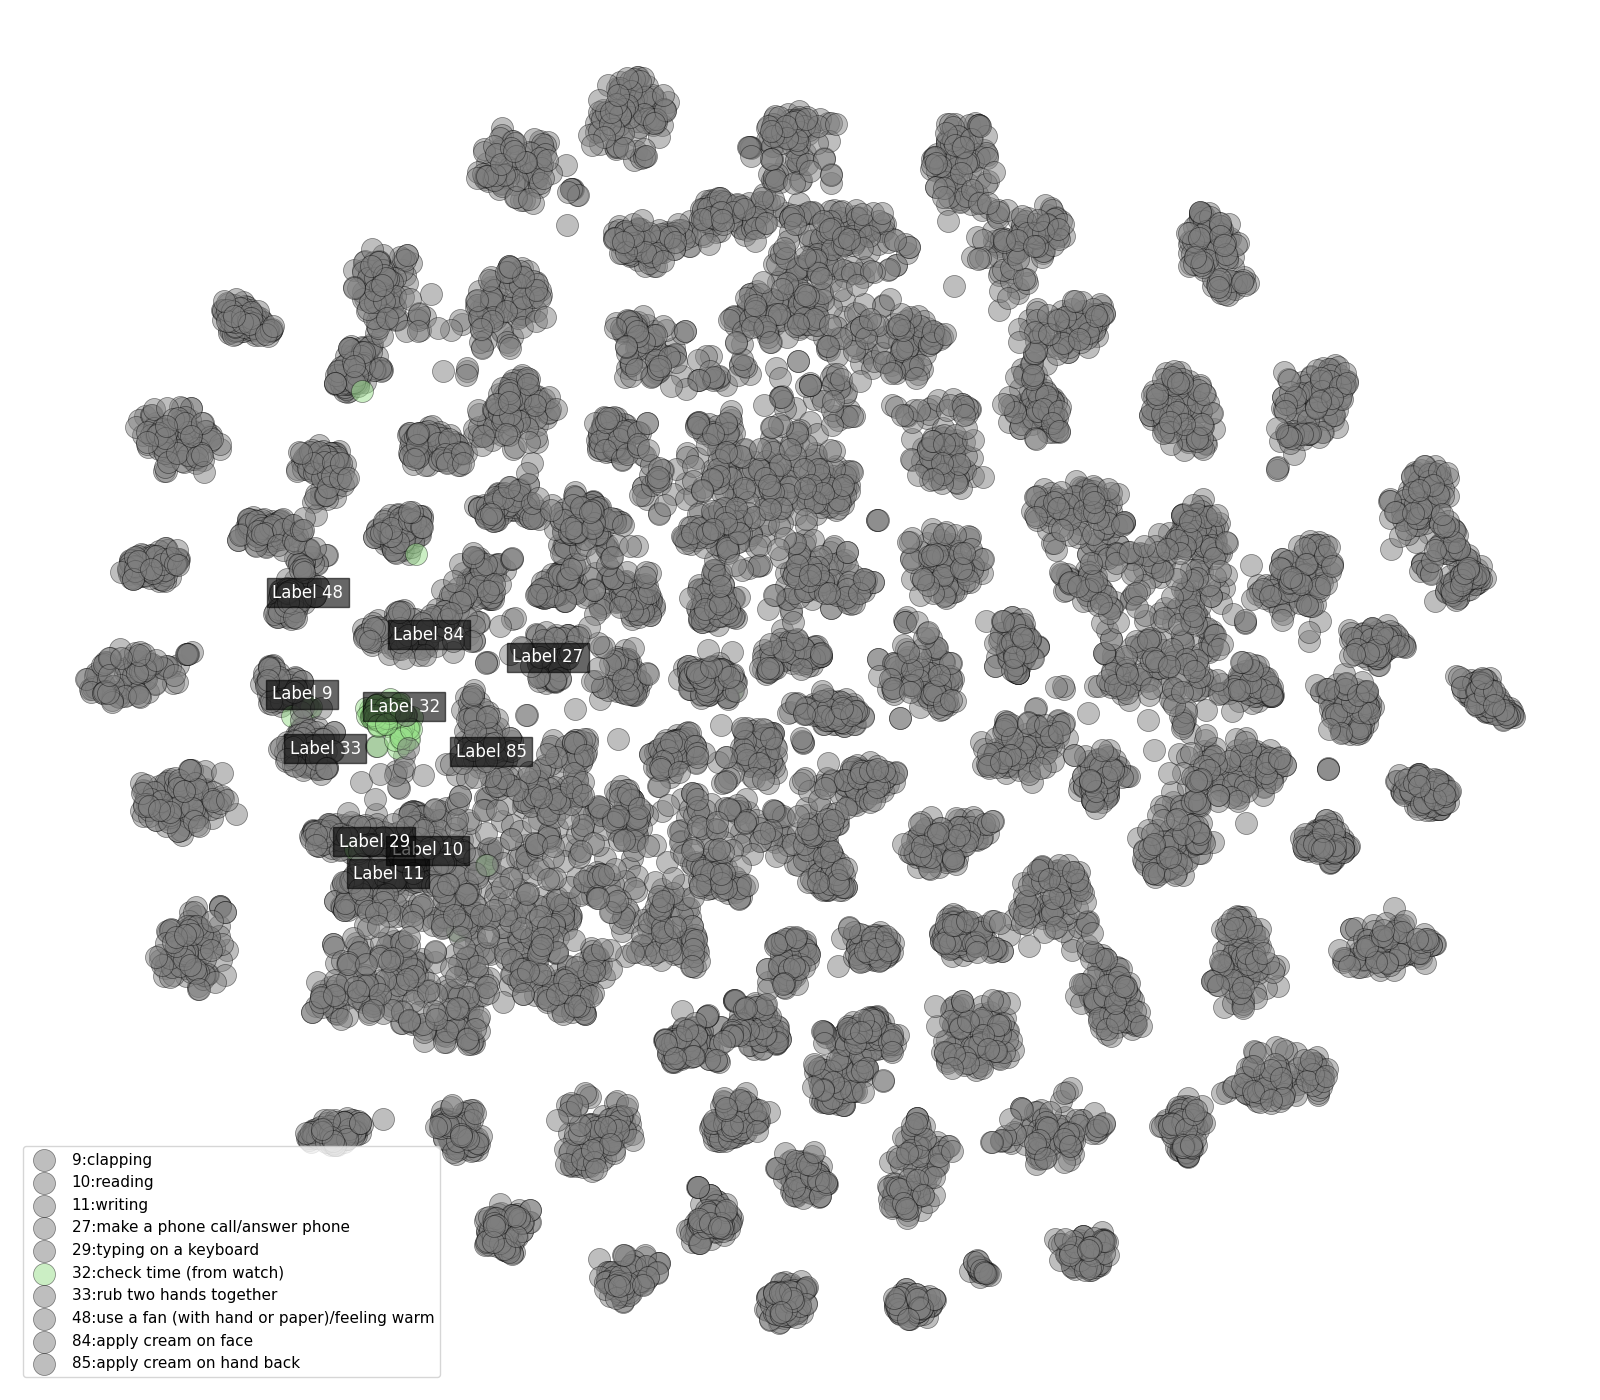 Label 48
Label 84
Label 27
Label 9
Label 32
Label 33
Label 85
Label 29
Label 10
Label 11
9:clapping
10:reading
11:writing
27:make a phone call/answer phone
29:typing on a keyboard
32:check time (from watch)
33:rub two hands together
48:use a fan (with hand or paper)/feeling warm
84:apply cream on face
85:apply cream on hand back